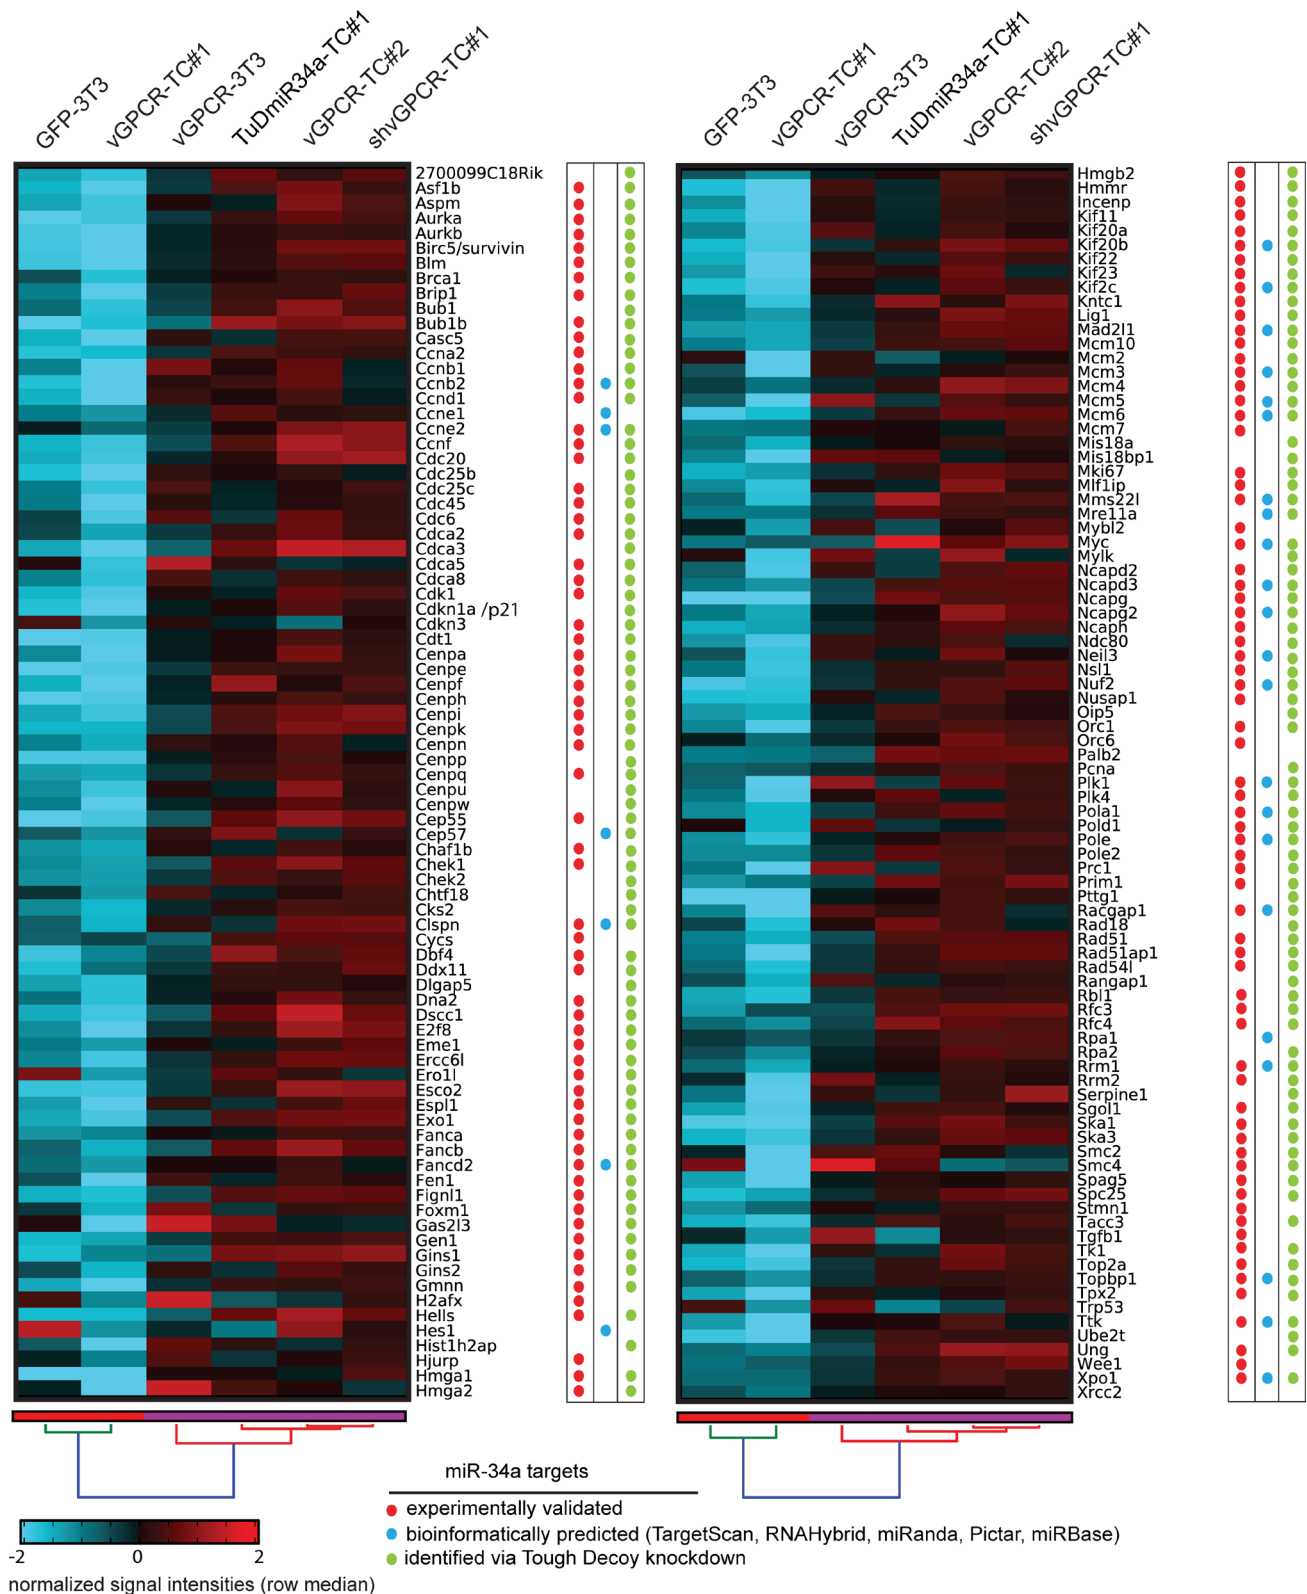 GFP-3T3
vGPCR-TC#1
vGPCR-3T3
TuDmiR34a-TC#1
vGPCR-TC#2
shvGPCR-TC#1
2700099C18Rik
Asf1b
Aspm
Aurka
Aurkb
Birc5/survivin
Blm
Brca1
Brip1
Bub1
Bub1b
Casc5
Ccna2
Ccnb1
Ccnb2
Ccnd1
Ccne1
Ccne2
Ccnf
Cdc20
Cdc25b
Cdc25c
Cdc45
Cdc6
Cdca2
Cdca3
Cdca5
Cdca8
Cdk1
Cdkn1a /p21
Cdkn3
Cdt1
Cenpa
Cenpe
Cenpf
Cenph
Cenpi
Cenpk
Cenpn
Cenpp
Cenpq
Cenpu
Cenpw
Cep55
Cep57
Chaf1b
Chek1
Chek2
Chtf18
Cks2
Clspn
Cycs
Dbf4
Ddx11
Dlgap5
Dna2
Dscc1
E2f8
Eme1
Ercc6l
Ero1l
Esco2
Espl1
Exo1
Fanca
Fancb
Fancd2
Fen1
Fignl1
Foxm1
Gas2l3
Gen1
Gins1
Gins2
Gmnn
H2afx
Hells
Hes1
Hist1h2ap
Hjurp
Hmga1
Hmga2
GFP-3T3
vGPCR-TC#1
vGPCR-3T3
TuDmiR34a-TC#1
vGPCR-TC#2
shvGPCR-TC#1
Hmgb2
Hmmr
Incenp
Kif11
Kif20a
Kif20b
Kif22
Kif23
Kif2c
Kntc1
Lig1
Mad2l1
Mcm10
Mcm2
Mcm3
Mcm4
Mcm5
Mcm6
Mcm7
Mis18a
Mis18bp1
Mki67
Mlf1ip
Mms22l
Mre11a
Mybl2
Myc
Mylk
Ncapd2
Ncapd3
Ncapg
Ncapg2
Ncaph
Ndc80
Neil3
Nsl1
Nuf2
Nusap1
Oip5
Orc1
Orc6
Palb2
Pcna
Plk1
Plk4
Pola1
Pold1
Pole
Pole2
Prc1
Prim1
Pttg1
Racgap1
Rad18
Rad51
Rad51ap1
Rad54l
Rangap1
Rbl1
Rfc3
Rfc4
Rpa1
Rpa2
Rrm1
Rrm2
Serpine1
Sgol1
Ska1
Ska3
Smc2
Smc4
Spag5
Spc25
Stmn1
Tacc3
Tgfb1
Tk1
Top2a
Topbp1
Tpx2
Trp53
Ttk
Ube2t
Ung
Wee1
Xpo1
Xrcc2
miR-34a targets
experimentally validated
bioinformatically predicted (TargetScan, RNAHybrid, miRanda, Pictar, miRBase)
identified via Tough Decoy knockdown
-2 0 2
normalized signal intensities (row median)